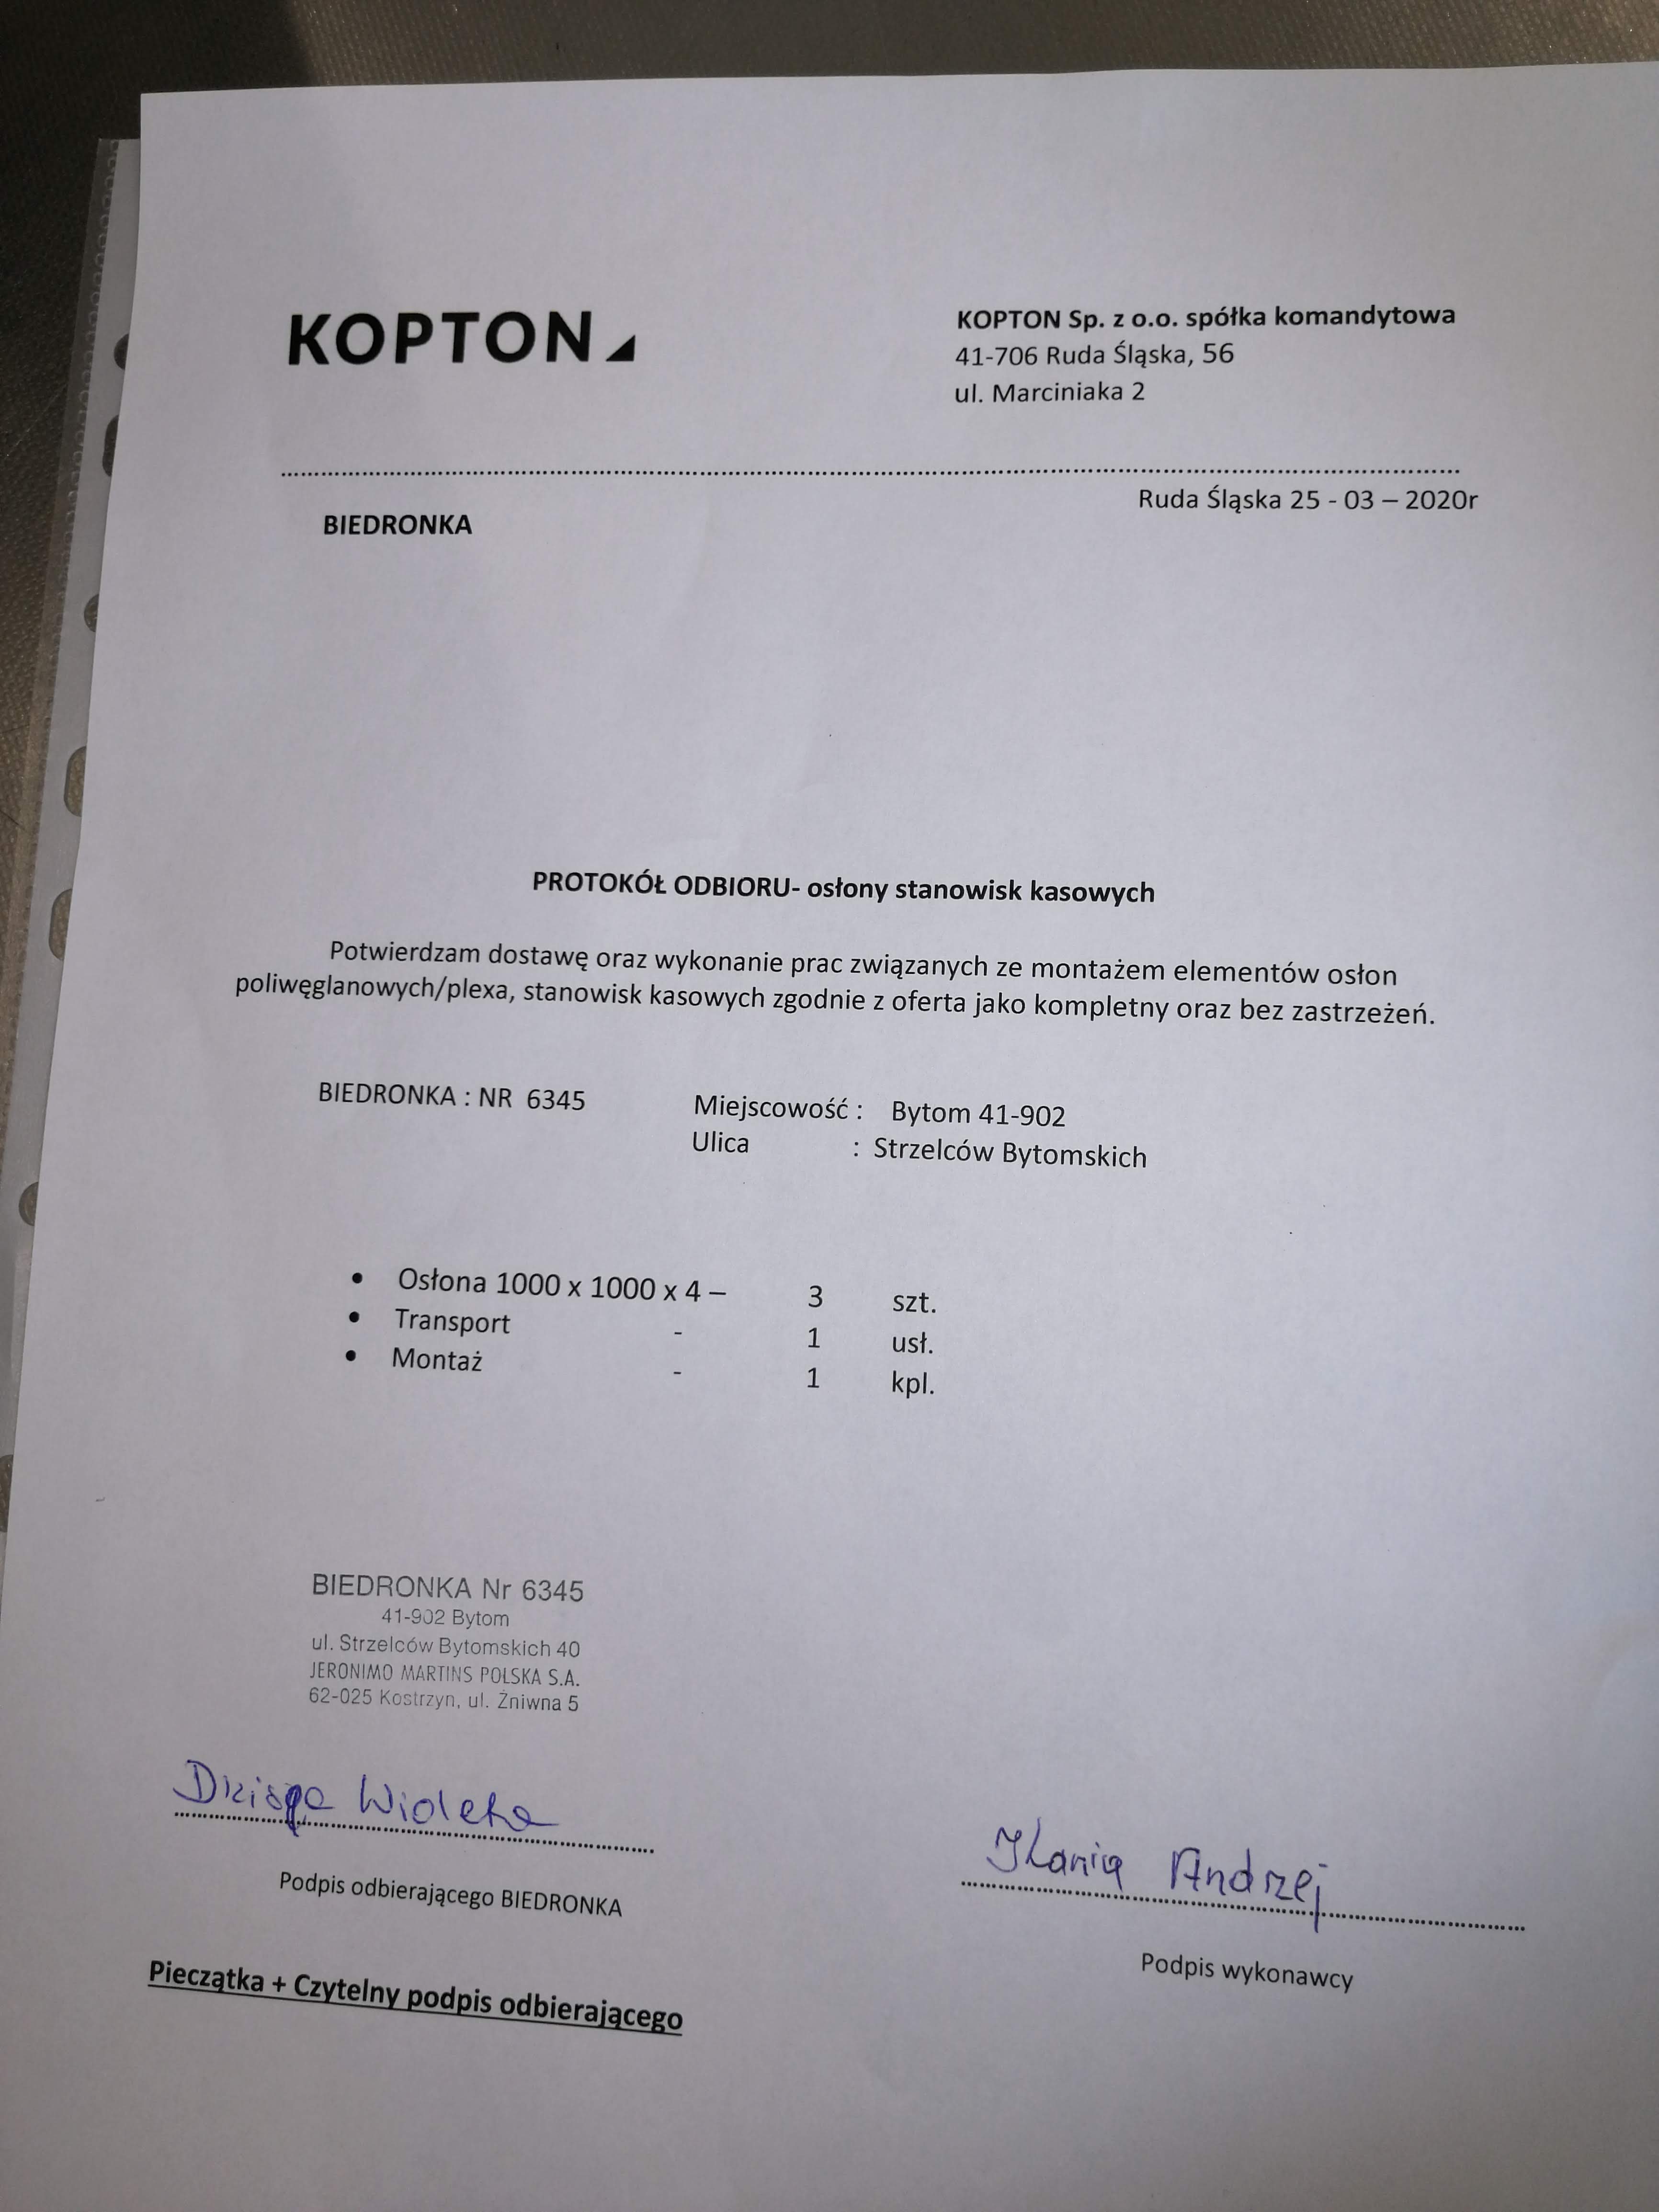 KOPTON
KOPTON Sp. z o.o. spółka komandytowa
41-706 Ruda Śląska, 56
ul. Marciniaka 2
Ruda Śląska 25 - 03 – 2020r
BIEDRONKA
PROTOKÓŁ ODBIORU- osłony stanowisk kasowych
Potwierdzam dostawę oraz wykonanie prac związanych ze montażem elementów osłon
poliwęglanowych/plexa, stanowisk kasowych zgodnie z oferta jako kompletny oraz bez zastrzeżeń.
BIEDRONKA : NR 6345
Miejscowość : Bytom 41-902
Ulica : Strzelców Bytomskich
• Osłona 1000 x 1000 x 4 – 3 szt.
• Transport - 1 usł.
• Montaż - 1 kpl.
BIEDRONKA Nr 6345
41-902 Bytom
ul. Strzelców Bytomskich 40
JERONIMO MARTINS POLSKA S.A.
62-025 Kostrzyn, ul. Żniwna 5
Wioleta
Andrzej
Podpis odbierającego BIEDRONKA
Podpis wykonawcy
Pieczątka + Czytelny podpis odbierającego